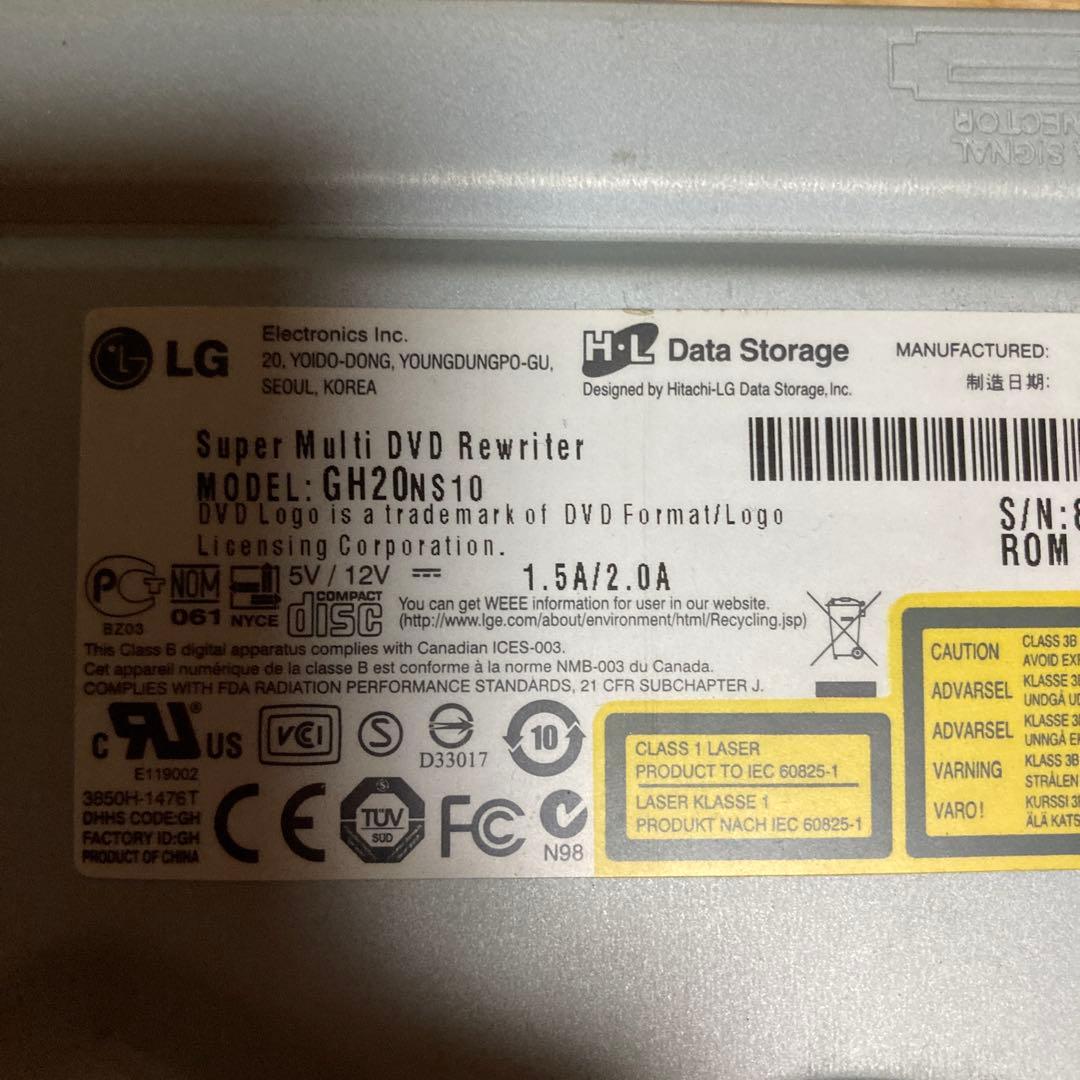 SIGNAL
LG
Electronics Inc.
20, YOIDO-DONG, YOUNGDUNGPO-GU,
SEOUL, KOREA
H·L Data Storage
Designed by Hitachi-LG Data Storage, Inc.
MANUFACTURED:
制造日期:
Super Multi DVD Rewriter
MODEL: GH20NS10
DVD Logo is a trademark of DVD Format/Logo
Licensing Corporation.
S/N:8
ROM
5V / 12V
1.5A/2.0A
PCT
BZ03
NOM
061
NYCE
COMPACT
disc
You can get WEEE information for user in our website.
(http://www.lge.com/about/environment/html/Recycling.jsp)
This Class B digital apparatus complies with Canadian ICES-003.
Cet appareil numérique de la classe B est conforme à la norme NMB-003 du Canada.
COMPLIES WITH FDA RADIATION PERFORMANCE STANDARDS, 21 CFR SUBCHAPTER J.
c RU ® US
E119002
VCI
S
D33017
10
3850H-1476T
DHHS CODE:GH
FACTORY ID:GH
PRODUCT OF CHINA
CE
TÜV
SÜD
FC
N98
CLASS 1 LASER
PRODUCT TO IEC 60825-1
LASER KLASSE 1
PRODUKT NACH IEC 60825-1
CAUTION CLASS 3B
AVOID
ADVARSEL KLASSE 3B
UNDGÅ
ADVARSEL KLASSE
UNNGÅ
VARNING KLASS 3B
STRÅLEN
VARO! KURSSI
ÄLÄ